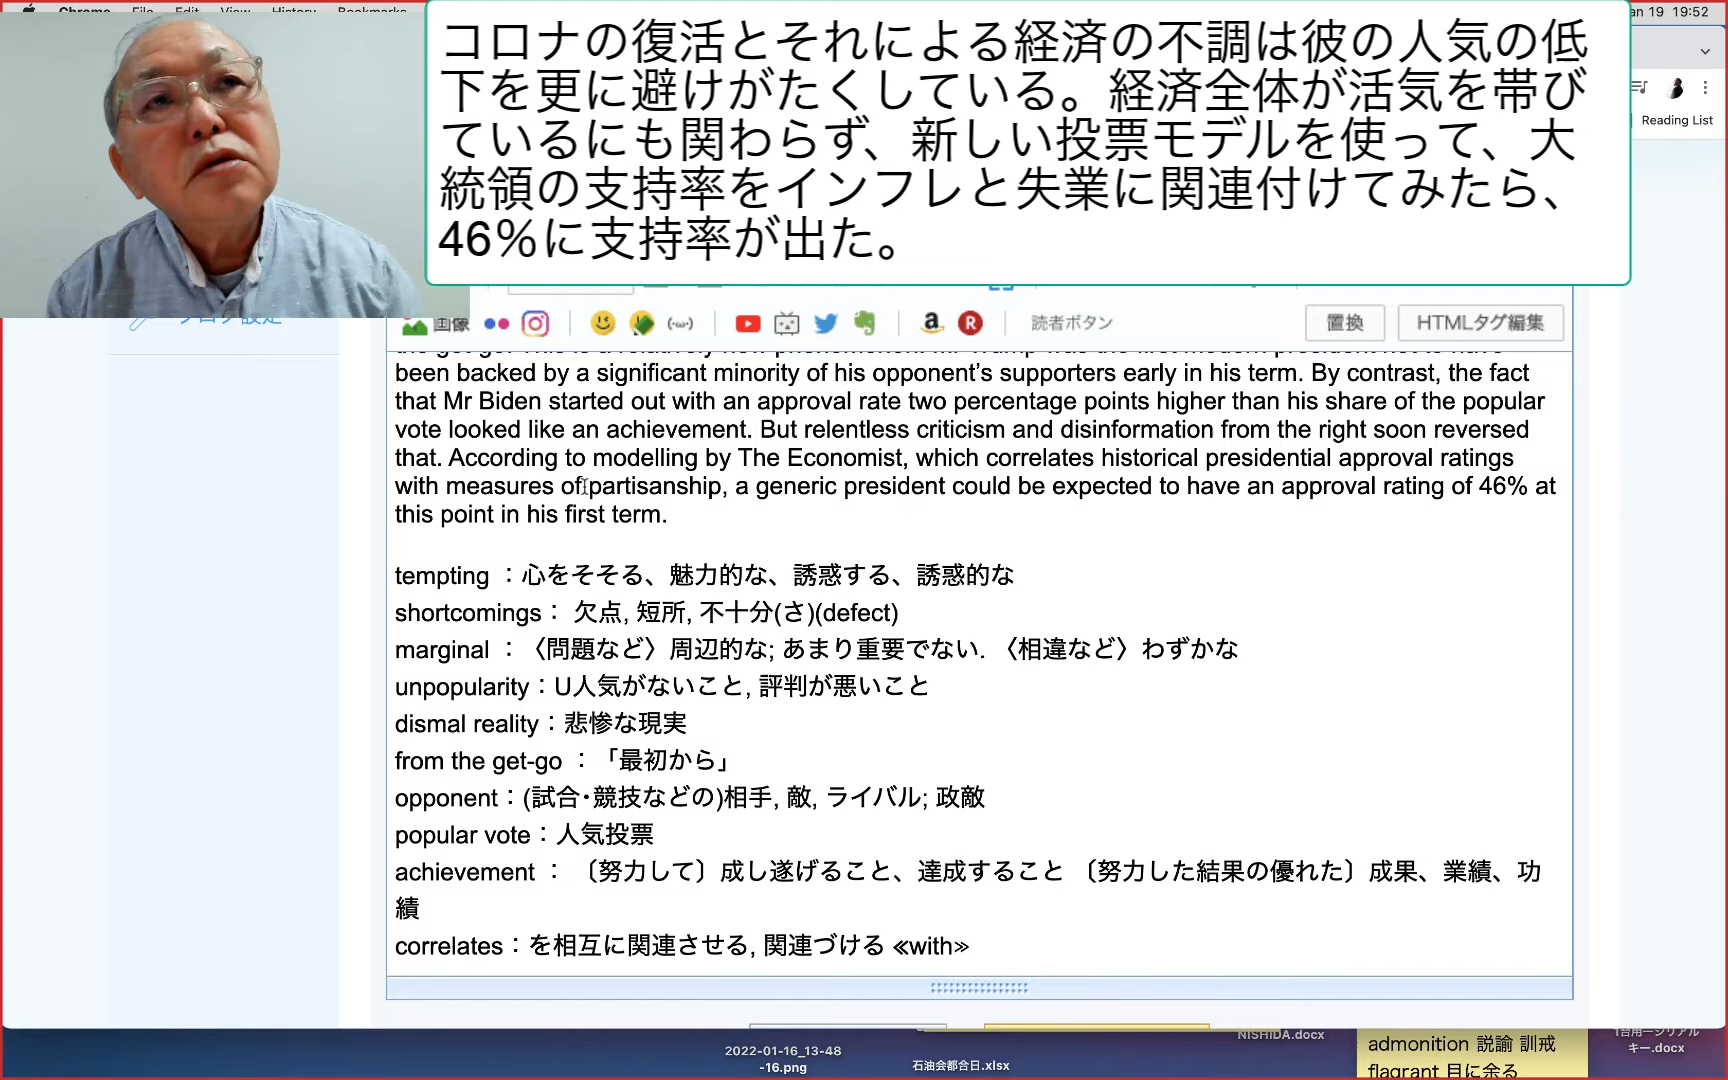 コロナの復活とそれによる経済の不調は彼の人気の低
下を更に避けがたくしている。経済全体が活気を帯び
ているにも関わらず、新しい投票モデルを使って、大
統領の支持率をインフレと失業に関連付けてみたら、
46%に支持率が出た。
19 19:52
Reading List
画像
読者ボタン
置換
HTMLタグ編集
been backed by a significant minority of his opponent's supporters early in his term. By contrast, the fact
that Mr Biden started out with an approval rate two percentage points higher than his share of the popular
vote looked like an achievement. But relentless criticism and disinformation from the right soon reversed
that. According to modelling by The Economist, which correlates historical presidential approval ratings
with measures of partisanship, a generic president could be expected to have an approval rating of 46% at
this point in his first term.
tempting ：心をそそる、魅力的な、誘惑する、誘惑的な
shortcomings： 欠点, 短所, 不十分(さ)(defect)
marginal ： 〈問題など〉周辺的な; あまり重要でない. 〈相違など〉わずかな
unpopularity：U人気がないこと, 評判が悪いこと
dismal reality：悲惨な現実
from the get-go ：「最初から」
opponent：(試合･競技などの)相手, 敵, ライバル; 政敵
popular vote：人気投票
achievement ： 〔努力して〕成し遂げること、達成すること 〔努力した結果の優れた〕成果、業績、功
績
correlates：を相互に関連させる, 関連づける ≪with≫
2022-01-16_13-48
-16.png
石油会都合日.xlsx
NISHIDA.docx
admonition 説諭 訓戒
flagrant 目に余る
キー.docx